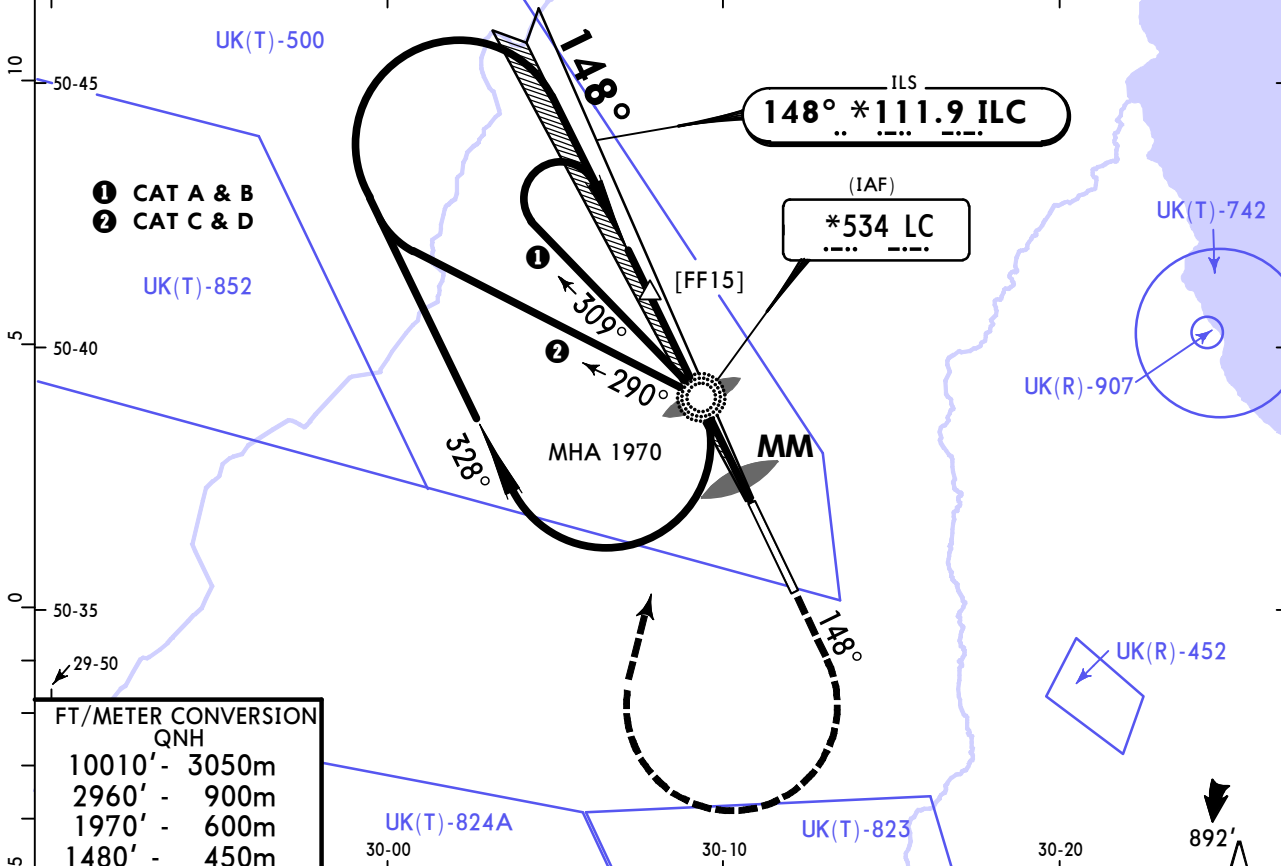 UK(T)-500
10
50-45
148°
ILS
148° *111.9 ILC
❶ CAT A & B
❷ CAT C & D
(IAF)
*534 LC
UK(T)-742
UK(T)-852
[FF15]
❶
309°
5
50-40
❷
290°
UK(R)-907
328°
MHA 1970
MM
0
50-35
148°
29-50
UK(R)-452
FT/METER CONVERSION
QNH
10010' - 3050m
2960' - 900m
1970' - 600m
1480' - 450m
UK(T)-824A
UK(T)-823
892'
5
30-00
30-10
30-20